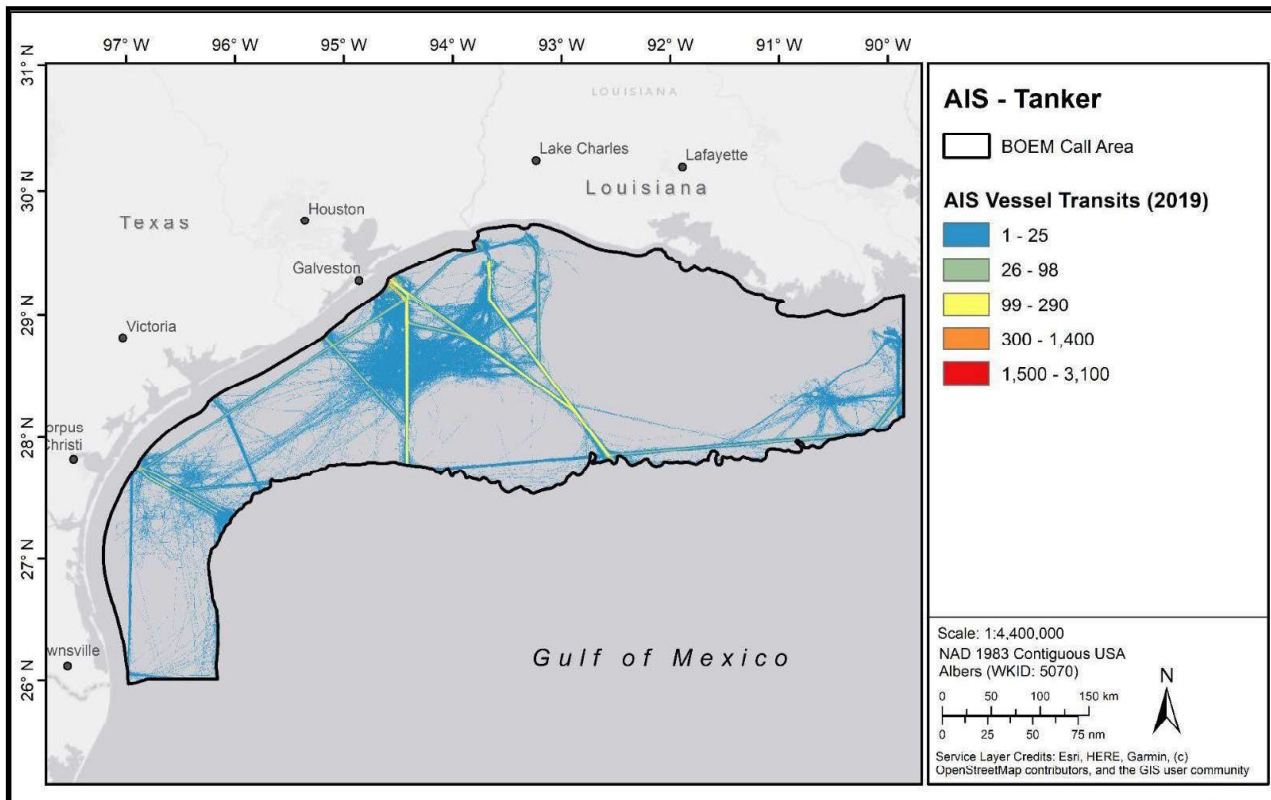 97° W 96° W 95° W 94° W 93° W 92° W 91° W 90° W
31° N
30° N
29° N
28° N
27° N
26° N
LOUISIANA
Lake Charles
Lafayette
Louisiana
Texas
Houston
Galveston
Victoria
orpus
Christi
wnsville
Gulf of Mexico
AIS - Tanker
BOEM Call Area
AIS Vessel Transits (2019)
1 - 25
26 - 98
99 - 290
300 - 1,400
1,500 - 3,100
Scale: 1:4,400,000
NAD 1983 Contiguous USA
Albers (WKID: 5070)
0 50 100 150 km
0 25 50 75 nm
N
Service Layer Credits: Esri, HERE, Garmin, (c)
OpenStreetMap contributors, and the GIS user community